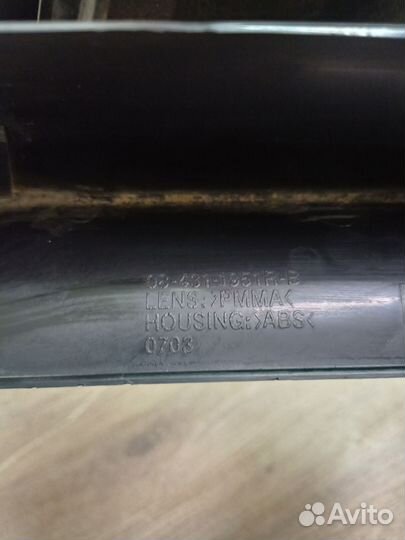 LENS:>PMMA<
HOUSING:>ABS<
0703
Avito